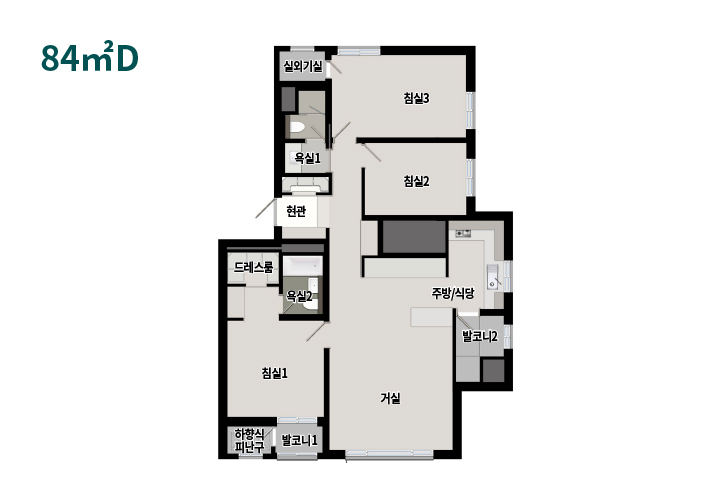 84㎡D
실외기실
침실3
욕실1
침실2
현관
드레스룸
욕실2
주방/식당
발코니2
침실1
거실
하향식
피난구
발코니1